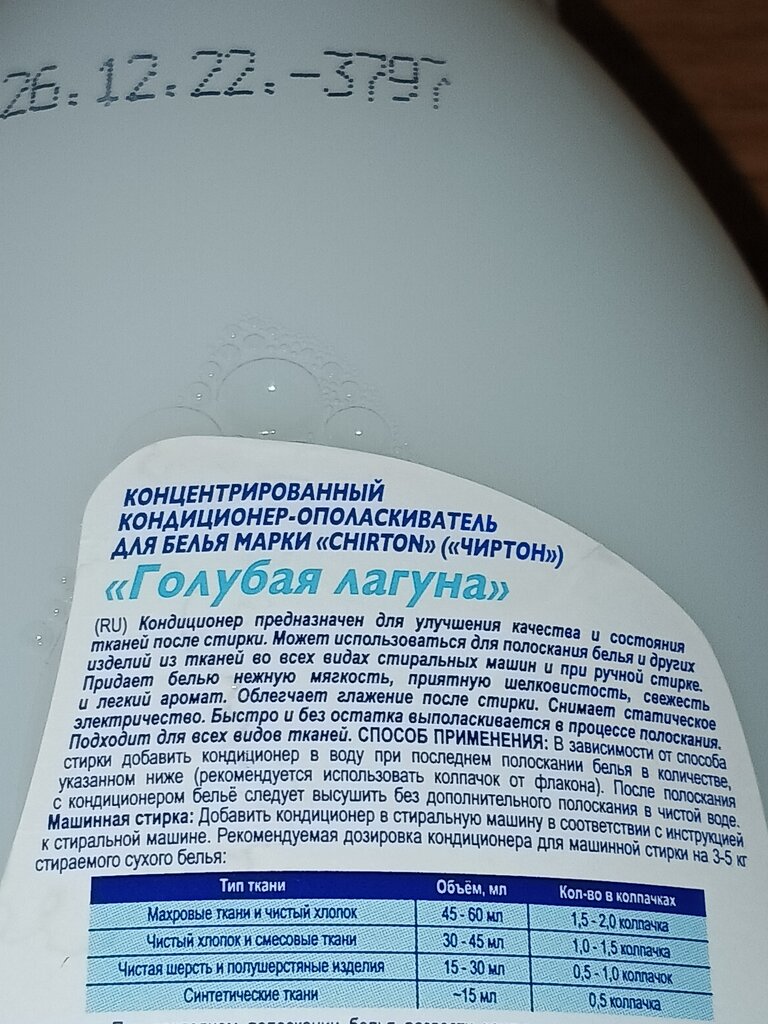 26.12.22.-3797
КОНЦЕНТРИРОВАННЫЙ
КОНДИЦИОНЕР-ОПОЛАСКИВАТЕЛЬ
ДЛЯ БЕЛЬЯ МАРКИ «CHIRTON» («ЧИРТОН»)
«Голубая лагуна»
(RU) Кондиционер предназначен для улучшения качества и состояния
тканей после стирки. Может использоваться для полоскания белья и других
изделий из тканей во всех видах стиральных машин и при ручной стирке.
Придает белью нежную мягкость, приятную шелковистость, свежесть
и легкий аромат. Облегчает глажение после стирки. Снимает статическое
электричество. Быстро и без остатка выполаскивается в процессе полоскания.
Подходит для всех видов тканей. СПОСОБ ПРИМЕНЕНИЯ: В зависимости от способа
стирки добавить кондиционер в воду при последнем полоскании белья в количестве,
указанном ниже (рекомендуется использовать колпачок от флакона). После полоскания
с кондиционером бельё следует высушить без дополнительного полоскания в чистой воде.
Машинная стирка: Добавить кондиционер в стиральную машину в соответствии с инструкцией
к стиральной машине. Рекомендуемая дозировка кондиционера для машинной стирки на 3-5 кг
стираемого сухого белья:
Тип ткани Объём, мл Кол-во в колпачках
Махровые ткани и чистый хлопок 45 - 60 мл 1,5 - 2,0 колпачка
Чистый хлопок и смесовые ткани 30 - 45 мл 1,0 - 1,5 колпачка
Чистая шерсть и полушерстяные изделия 15 - 30 мл 0,5 - 1,0 колпачок
Синтетические ткани ~15 мл 0,5 колпачка